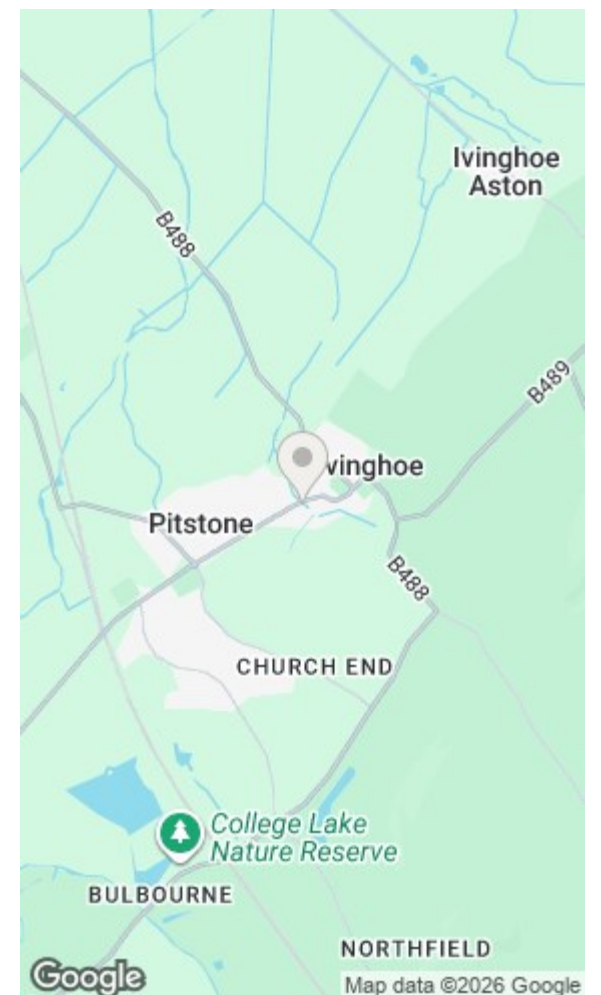 Ivinghoe
Aston
B488
B489
vinghoe
Pitstone
B488
CHURCH END
College Lake
Nature Reserve
BULBOURNE
NORTHFIELD
Google
Map data ©2026 Google